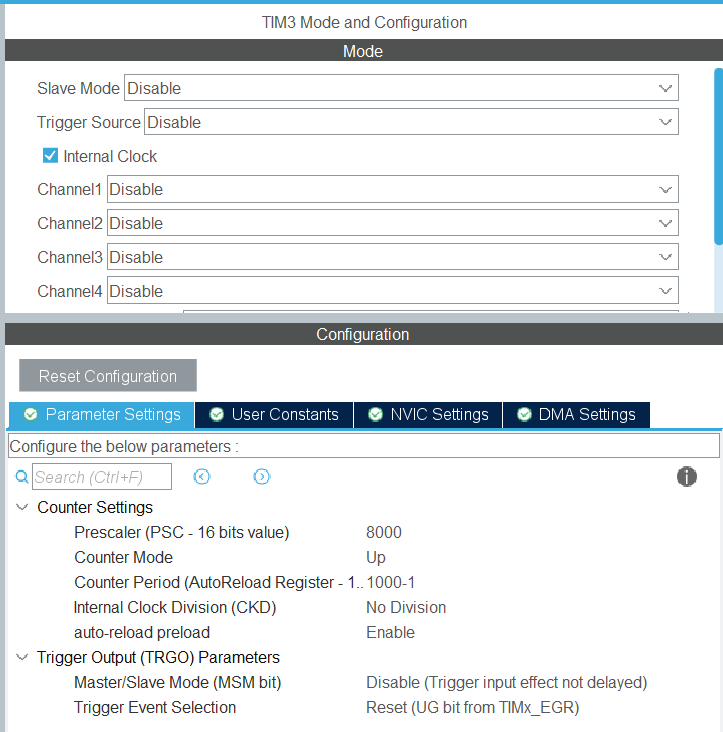 TIM3 Mode and Configuration
Mode
Slave Mode Disable
Trigger Source Disable
Internal Clock
Channel1 Disable
Channel2 Disable
Channel3 Disable
Channel4 Disable
Configuration
Reset Configuration
Parameter Settings User Constants NVIC Settings DMA Settings
Configure the below parameters :
Search (Ctrl+F)
Counter Settings
Prescaler (PSC - 16 bits value) 8000
Counter Mode Up
Counter Period (AutoReload Register - 1.. 1000-1
Internal Clock Division (CKD) No Division
auto-reload preload Enable
Trigger Output (TRGO) Parameters
Master/Slave Mode (MSM bit) Disable (Trigger input effect not delayed)
Trigger Event Selection Reset (UG bit from TIMx_EGR)